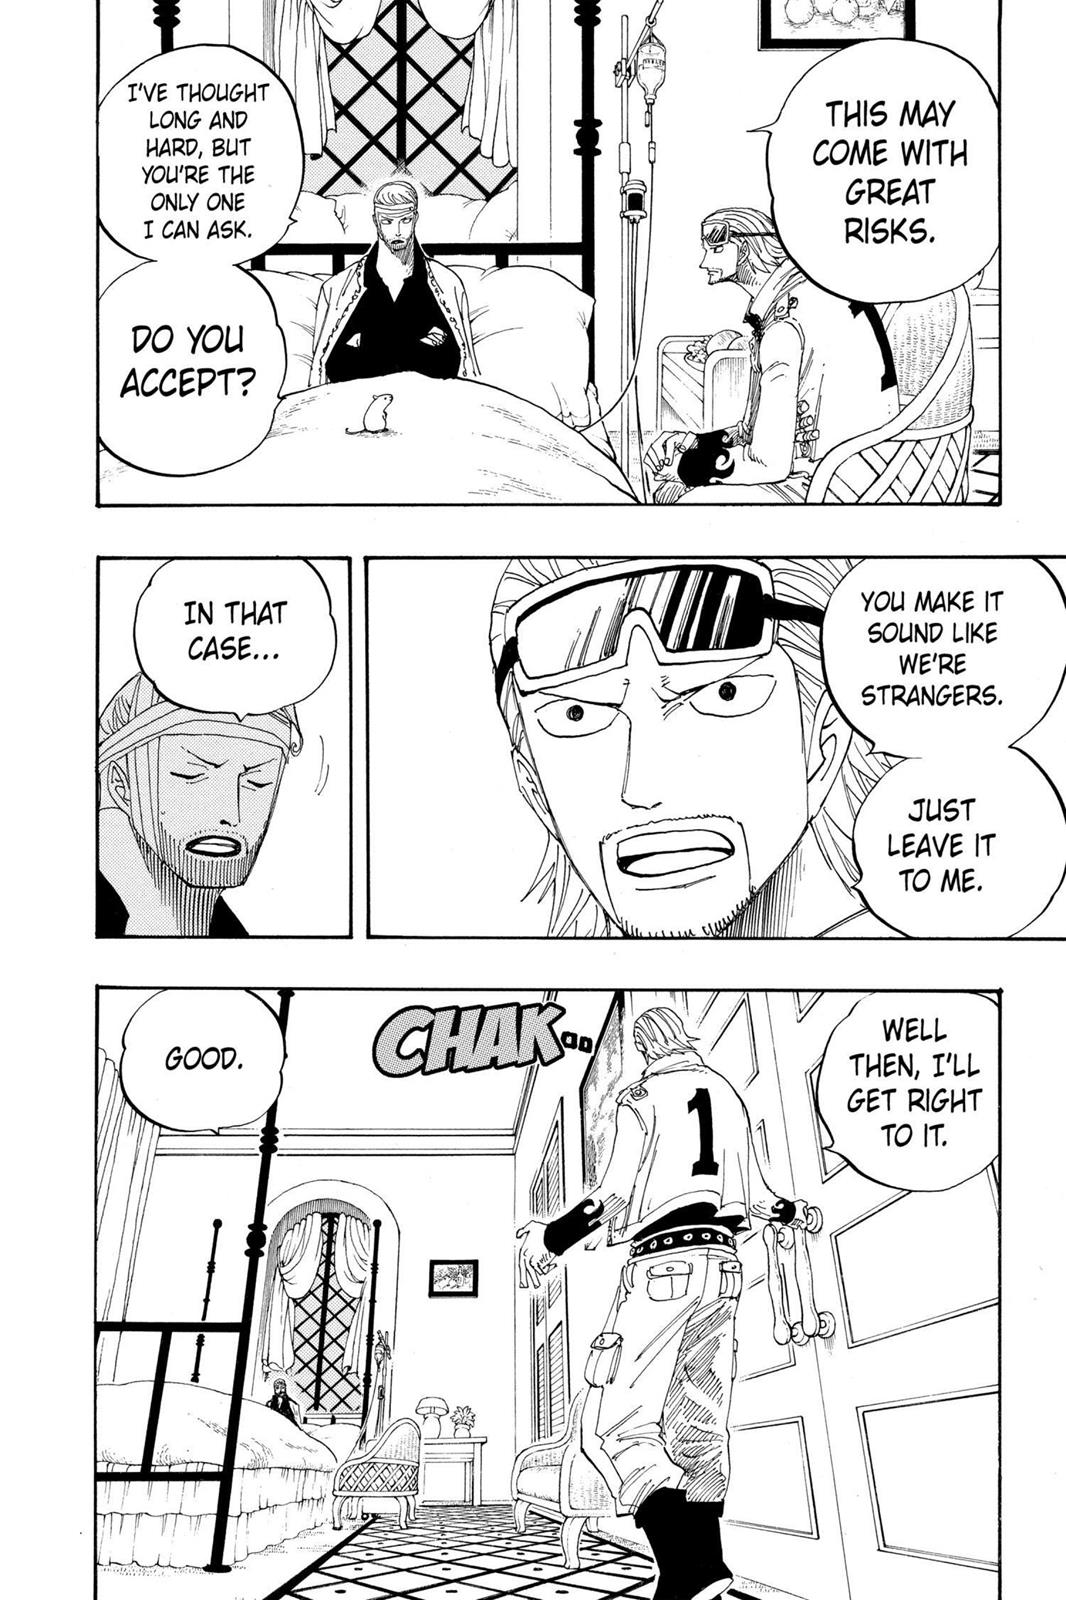 THIS MAY
COME WITH
GREAT
RISKS.
I'VE THOUGHT
LONG AND
HARD, BUT
YOU'RE THE
ONLY ONE
I CAN ASK.
DO YOU
ACCEPT?
YOU MAKE IT
SOUND LIKE
WE'RE
STRANGERS.
JUST
LEAVE IT
TO ME.
IN THAT
CASE...
WELL
THEN, I'LL
GET RIGHT
TO IT.
CHAK..
1
GOOD.